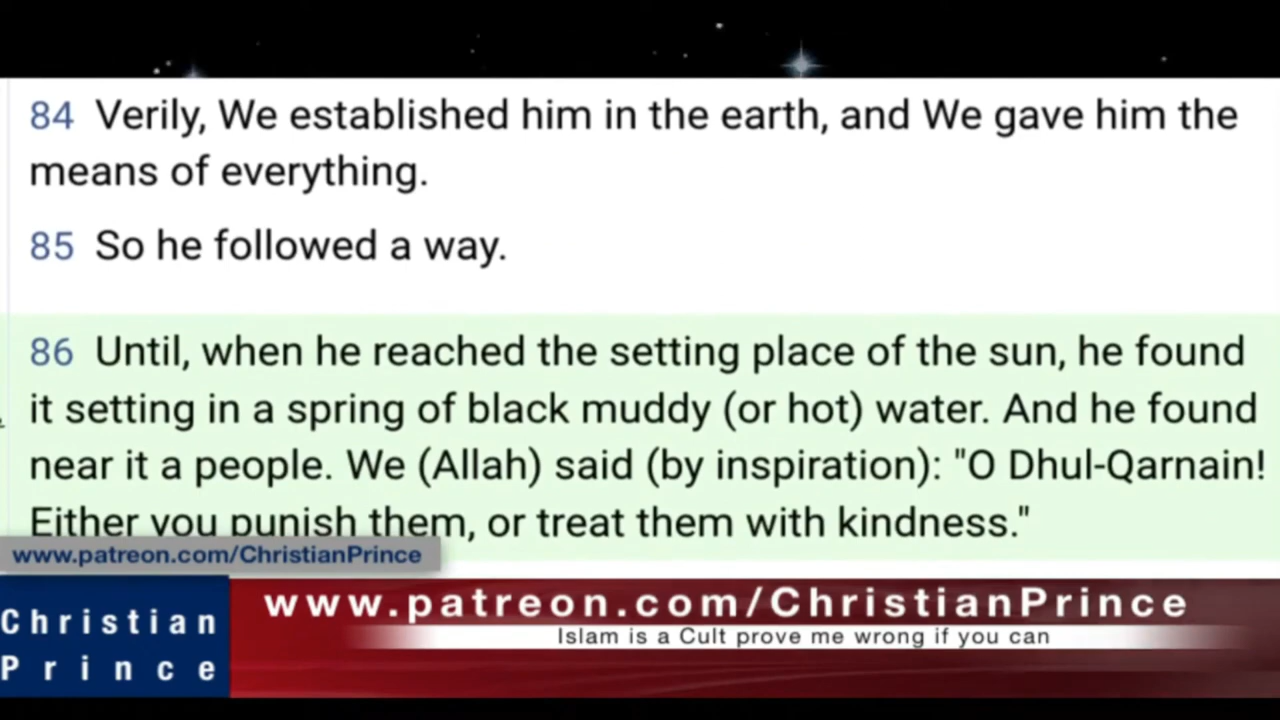 84 Verily, We established him in the earth, and We gave him the
means of everything.
85 So he followed a way.
86 Until, when he reached the setting place of the sun, he found
it setting in a spring of black muddy (or hot) water. And he found
near it a people. We (Allah) said (by inspiration): "O Dhul-Qarnain!
Either you punish them, or treat them with kindness."
www.patreon.com/ChristianPrince
Christian
Prince
www.patreon.com/ChristianPrince
Islam is a Cult prove me wrong if you can